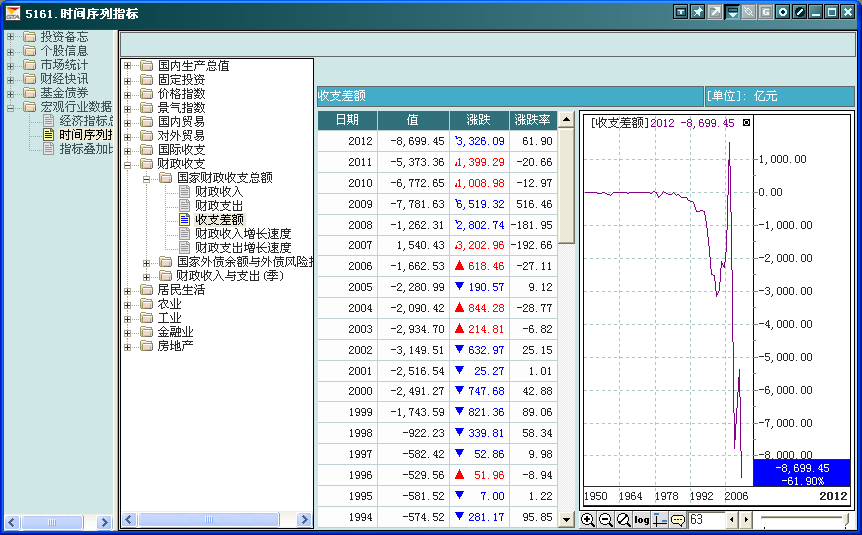 5161.时间序列指标
投资备忘
个股信息
市场统计
财经快讯
基金债券
宏观行业数据
经济指标总
时间序列指
指标叠加比
国内生产总值
固定投资
价格指数
景气指数
国内贸易
对外贸易
国际收支
财政收支
国家财政收支总额
财政收入
财政支出
收支差额
财政收入增长速度
财政支出增长速度
国家外债余额与外债风险指
财政收入与支出(季)
居民生活
农业
工业
金融业
房地产
收支差额 [单位]: 亿元
日期 值 涨跌 涨跌率
2012 -8,699.45 3,326.09 61.90
2011 -5,373.36 1,399.29 -20.66
2010 -6,772.65 1,008.98 -12.97
2009 -7,781.63 6,519.32 516.46
2008 -1,262.31 2,802.74 -181.95
2007 1,540.43 3,202.96 -192.66
2006 -1,662.53 ▲ 618.46 -27.11
2005 -2,280.99 ▼ 190.57 9.12
2004 -2,090.42 ▲ 844.28 -28.77
2003 -2,934.70 ▲ 214.81 -6.82
2002 -3,149.51 ▼ 632.97 25.15
2001 -2,516.54 ▼ 25.27 1.01
2000 -2,491.27 ▼ 747.68 42.88
1999 -1,743.59 ▼ 821.36 89.06
1998 -922.23 ▼ 339.81 58.34
1997 -582.42 ▼ 52.86 9.98
1996 -529.56 ▲ 51.96 -8.94
1995 -581.52 ▼ 7.00 1.22
1994 -574.52 ▼ 281.17 95.85
[收支差额]2012 -8,699.45
1,000.00
0.00
-1,000.00
-2,000.00
-3,000.00
-4,000.00
-5,000.00
-6,000.00
-7,000.00
-8,000.00
-8,699.45
-61.90%
1950 1964 1978 1992 2006 2012
log 63